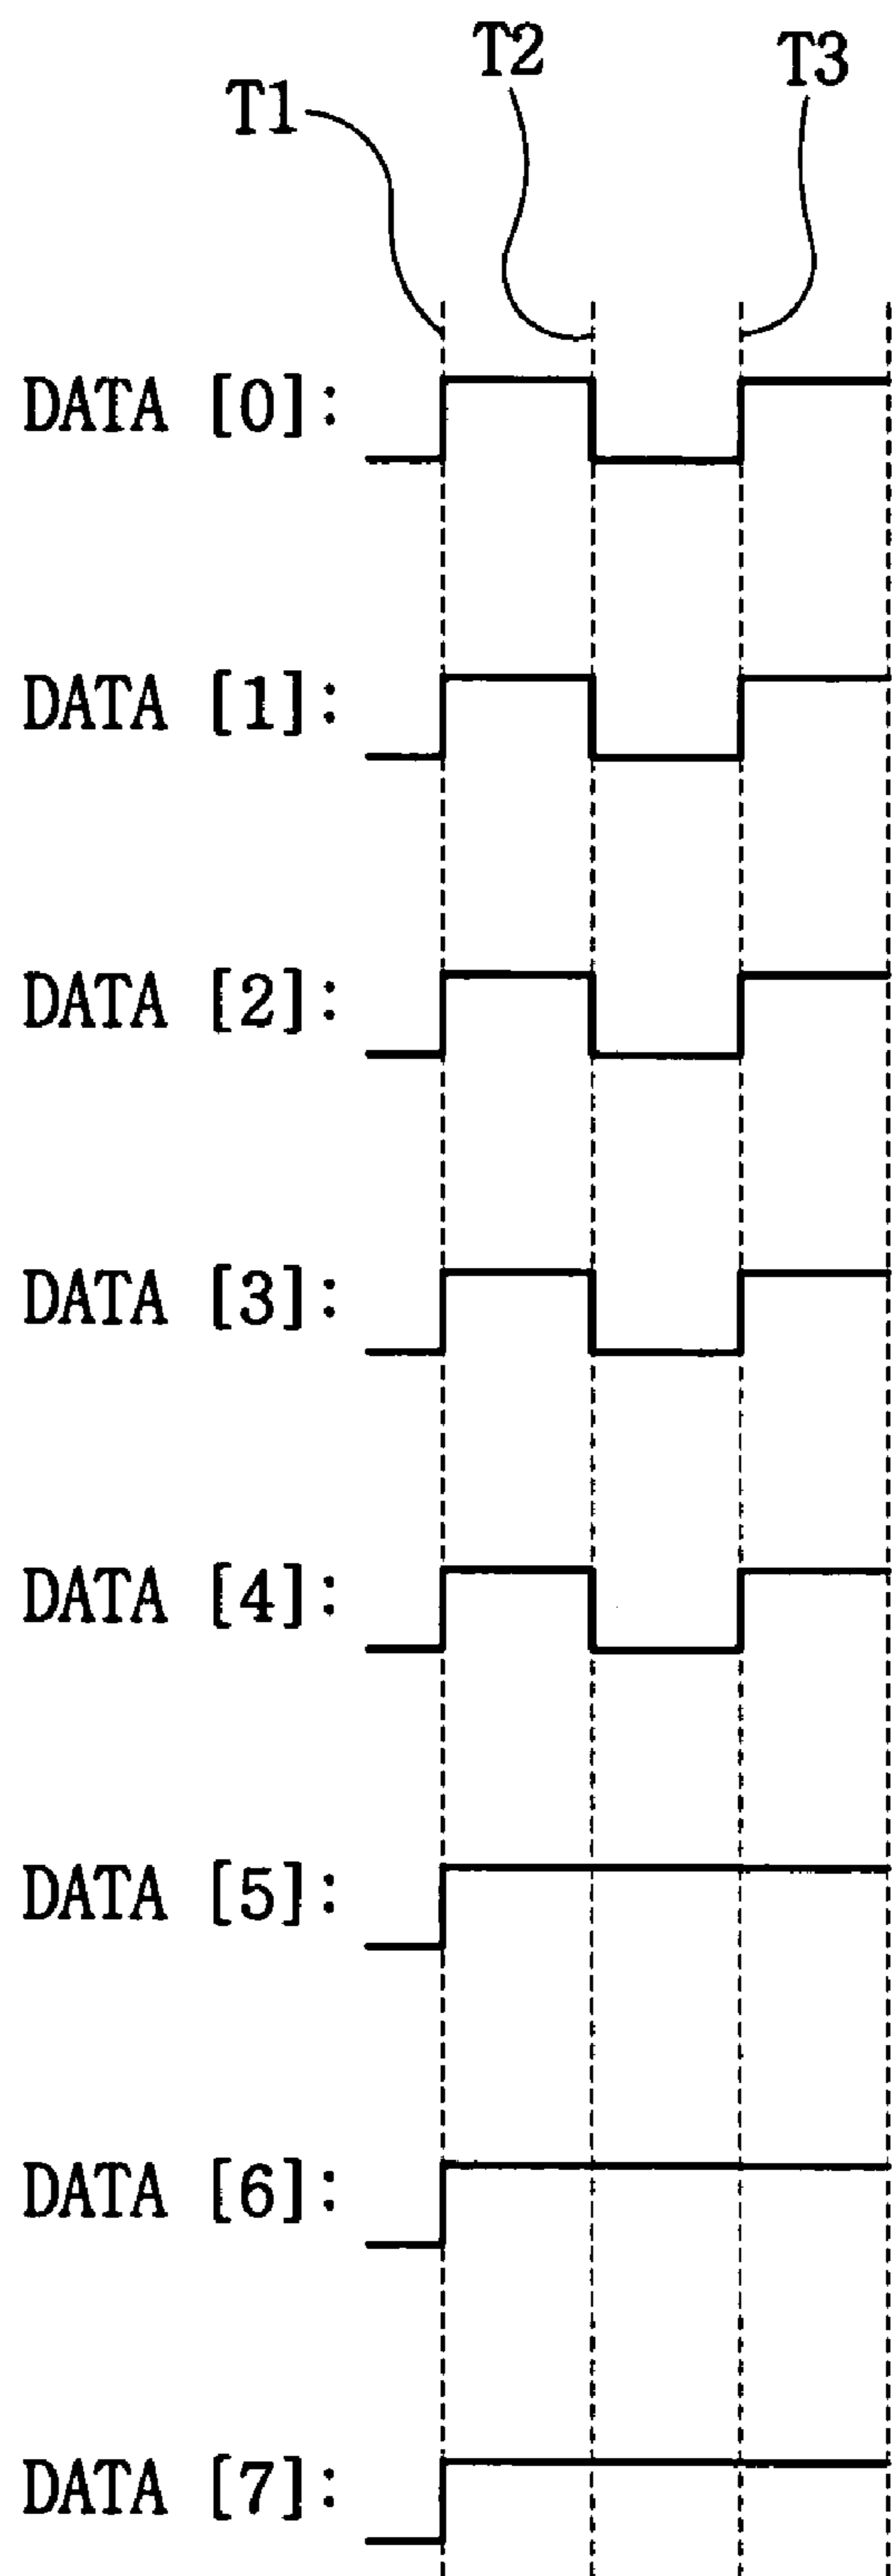 T1
T2
T3
DATA [0]:
DATA [1]:
DATA [2]:
DATA [3]:
DATA [4]:
DATA [5]:
DATA [6]:
DATA [7]: